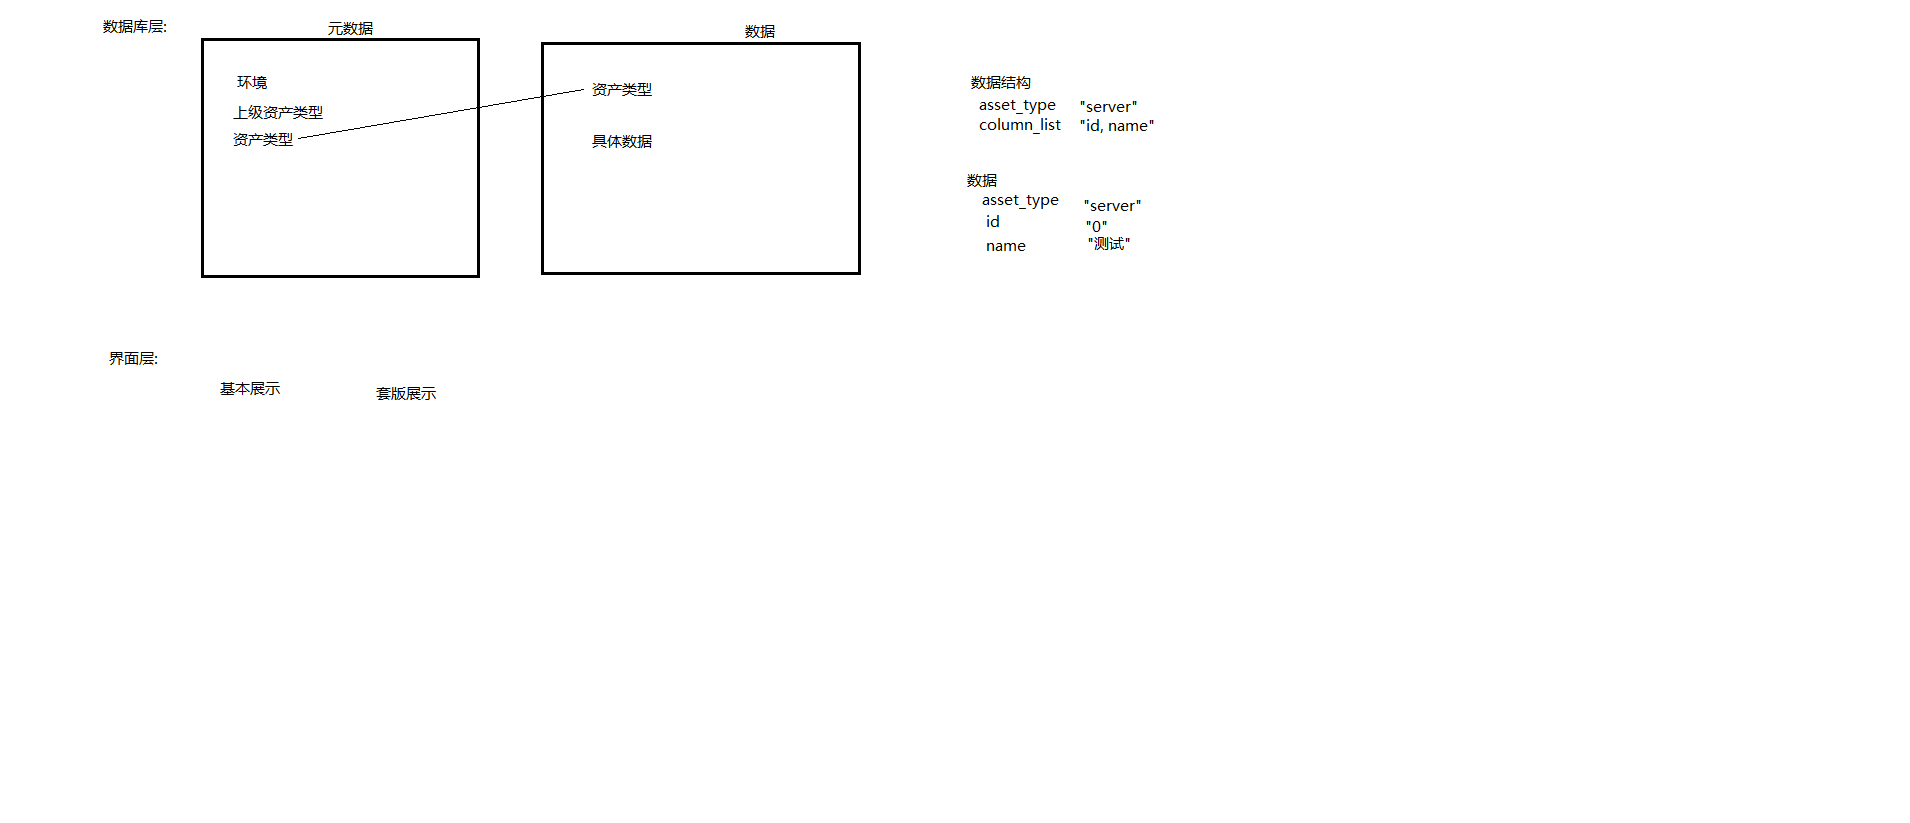 数据库层:
元数据
数据
环境
上级资产类型
资产类型
资产类型
具体数据
数据结构
asset_type "server"
column_list "id, name"
数据
asset_type "server"
id "0"
name "测试"
界面层:
基本展示
套版展示